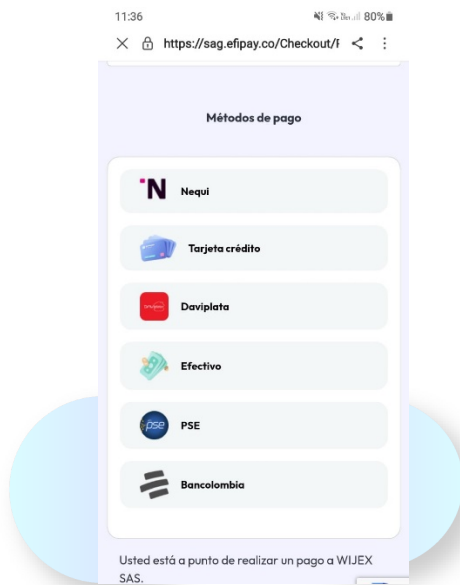 11:36
80%
https://sag.efipay.co/Checkout/F
Métodos de pago
N Nequi
Tarjeta crédito
Daviplata
Efectivo
pse PSE
Bancolombia
Usted está a punto de realizar un pago a WIJEX
SAS.